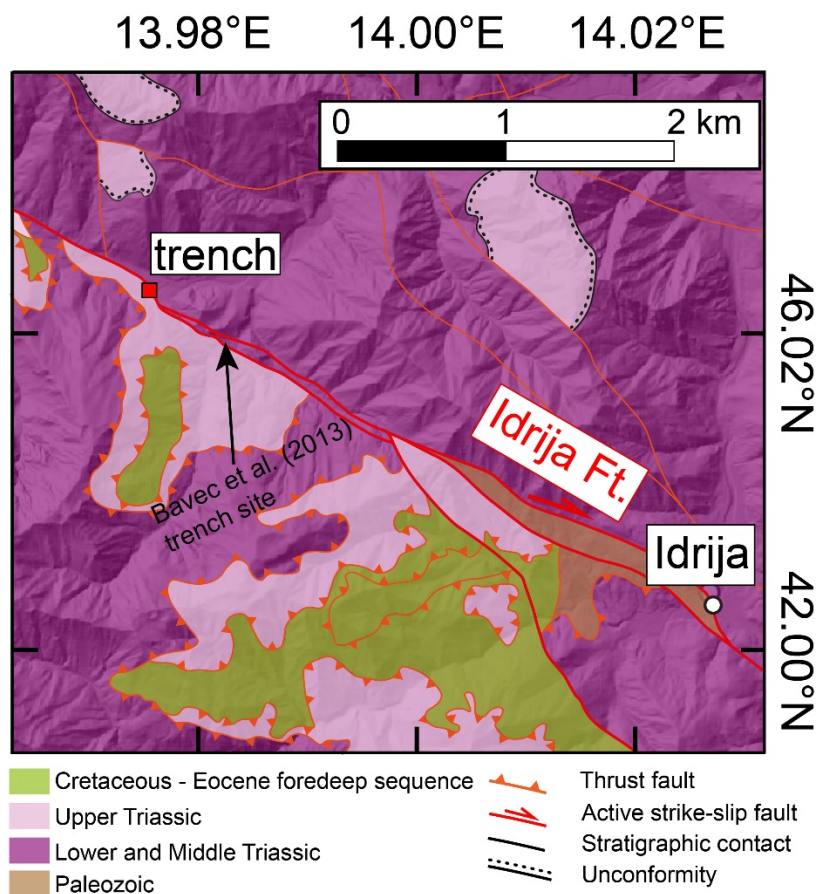 13.98°E 14.00°E 14.02°E
0 1 2 km
trench
46.02°N
Idrija Ft.
Bavec et al. (2013)
trench site
Idrija
42.00°N
Cretaceous - Eocene foredeep sequence
Upper Triassic
Lower and Middle Triassic
Paleozoic
Thrust fault
Active strike-slip fault
Stratigraphic contact
Unconformity